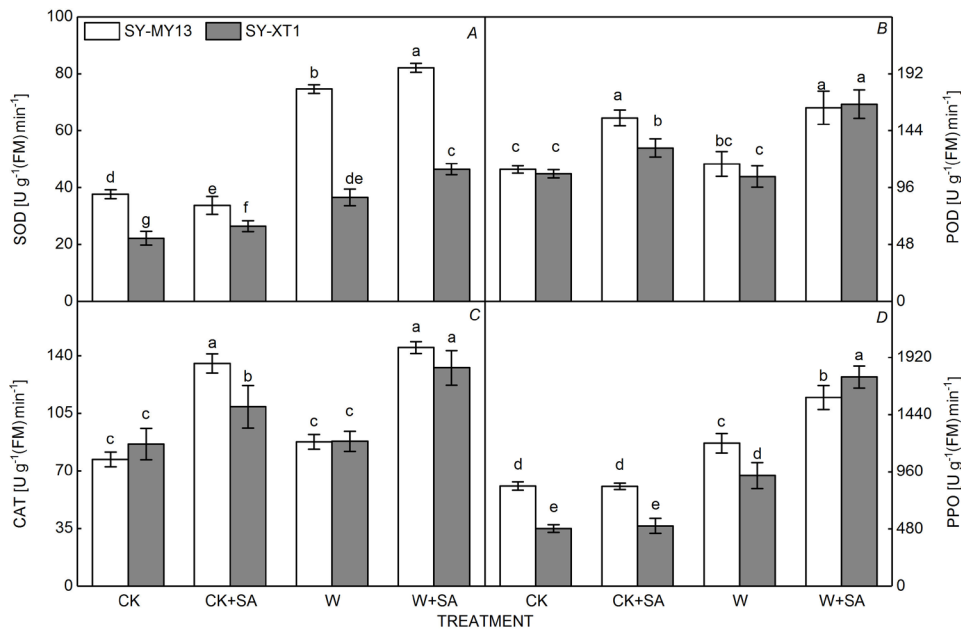 SY-MY13 SY-XT1
A
B
SOD [U g⁻¹(FM) min⁻¹]
100
80
60
40
20
0
d g e f b de a c
POD [U g⁻¹(FM) min⁻¹]
192
144
96
48
0
c c a b bc c a a
C
D
CAT [U g⁻¹(FM) min⁻¹]
140
105
70
35
0
c c a b c c a a
PPO [U g⁻¹(FM) min⁻¹]
1920
1440
960
480
0
d e d e c d b a
CK CK+SA W W+SA CK CK+SA W W+SA
TREATMENT